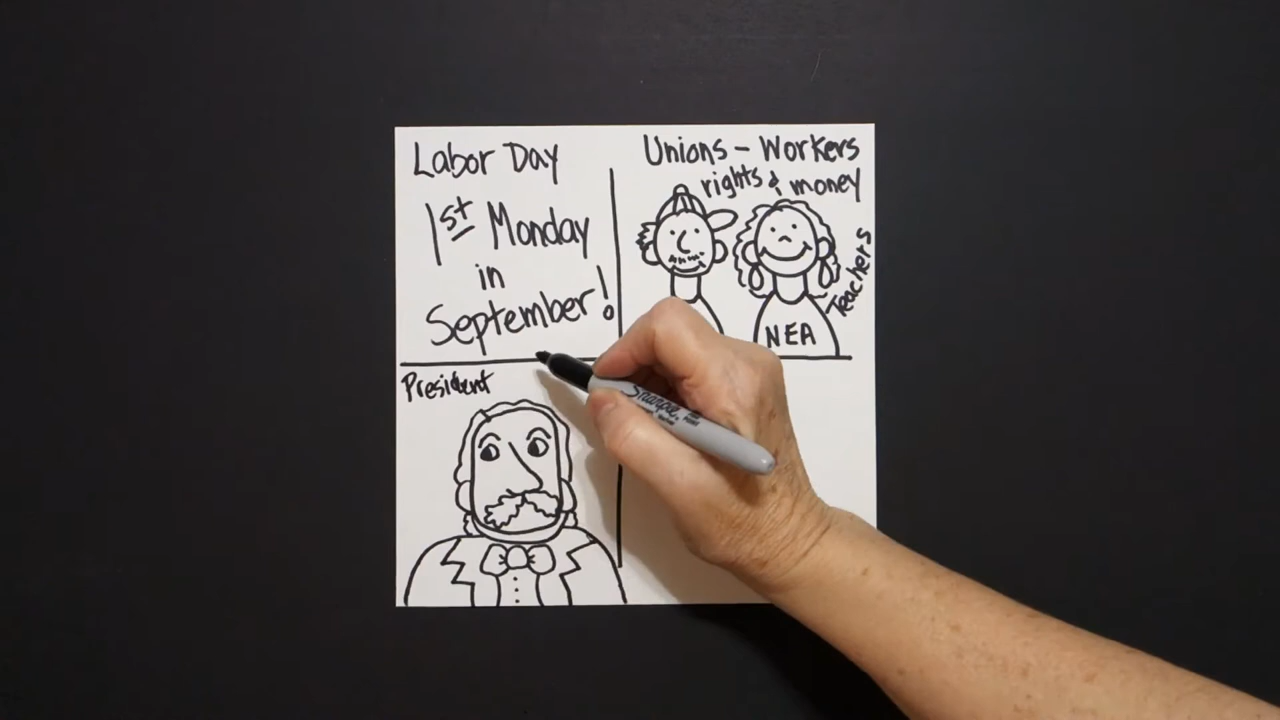 Labor Day
1st Monday
in
September!
Unions - Workers
rights & money
Teachers
NEA
President
Sharpie